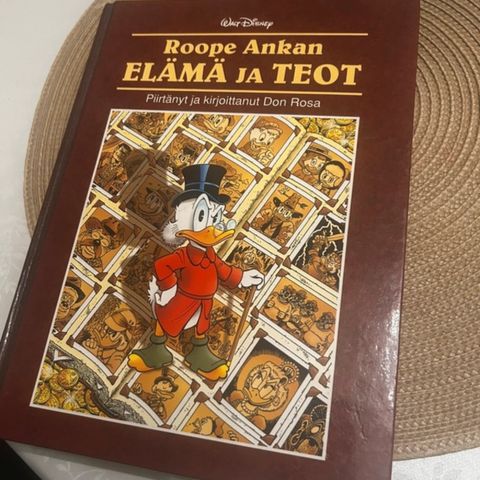 Walt Disney
Roope Ankan
ELÄMÄ JA TEOT
Piirtänyt ja kirjoittanut Don Rosa